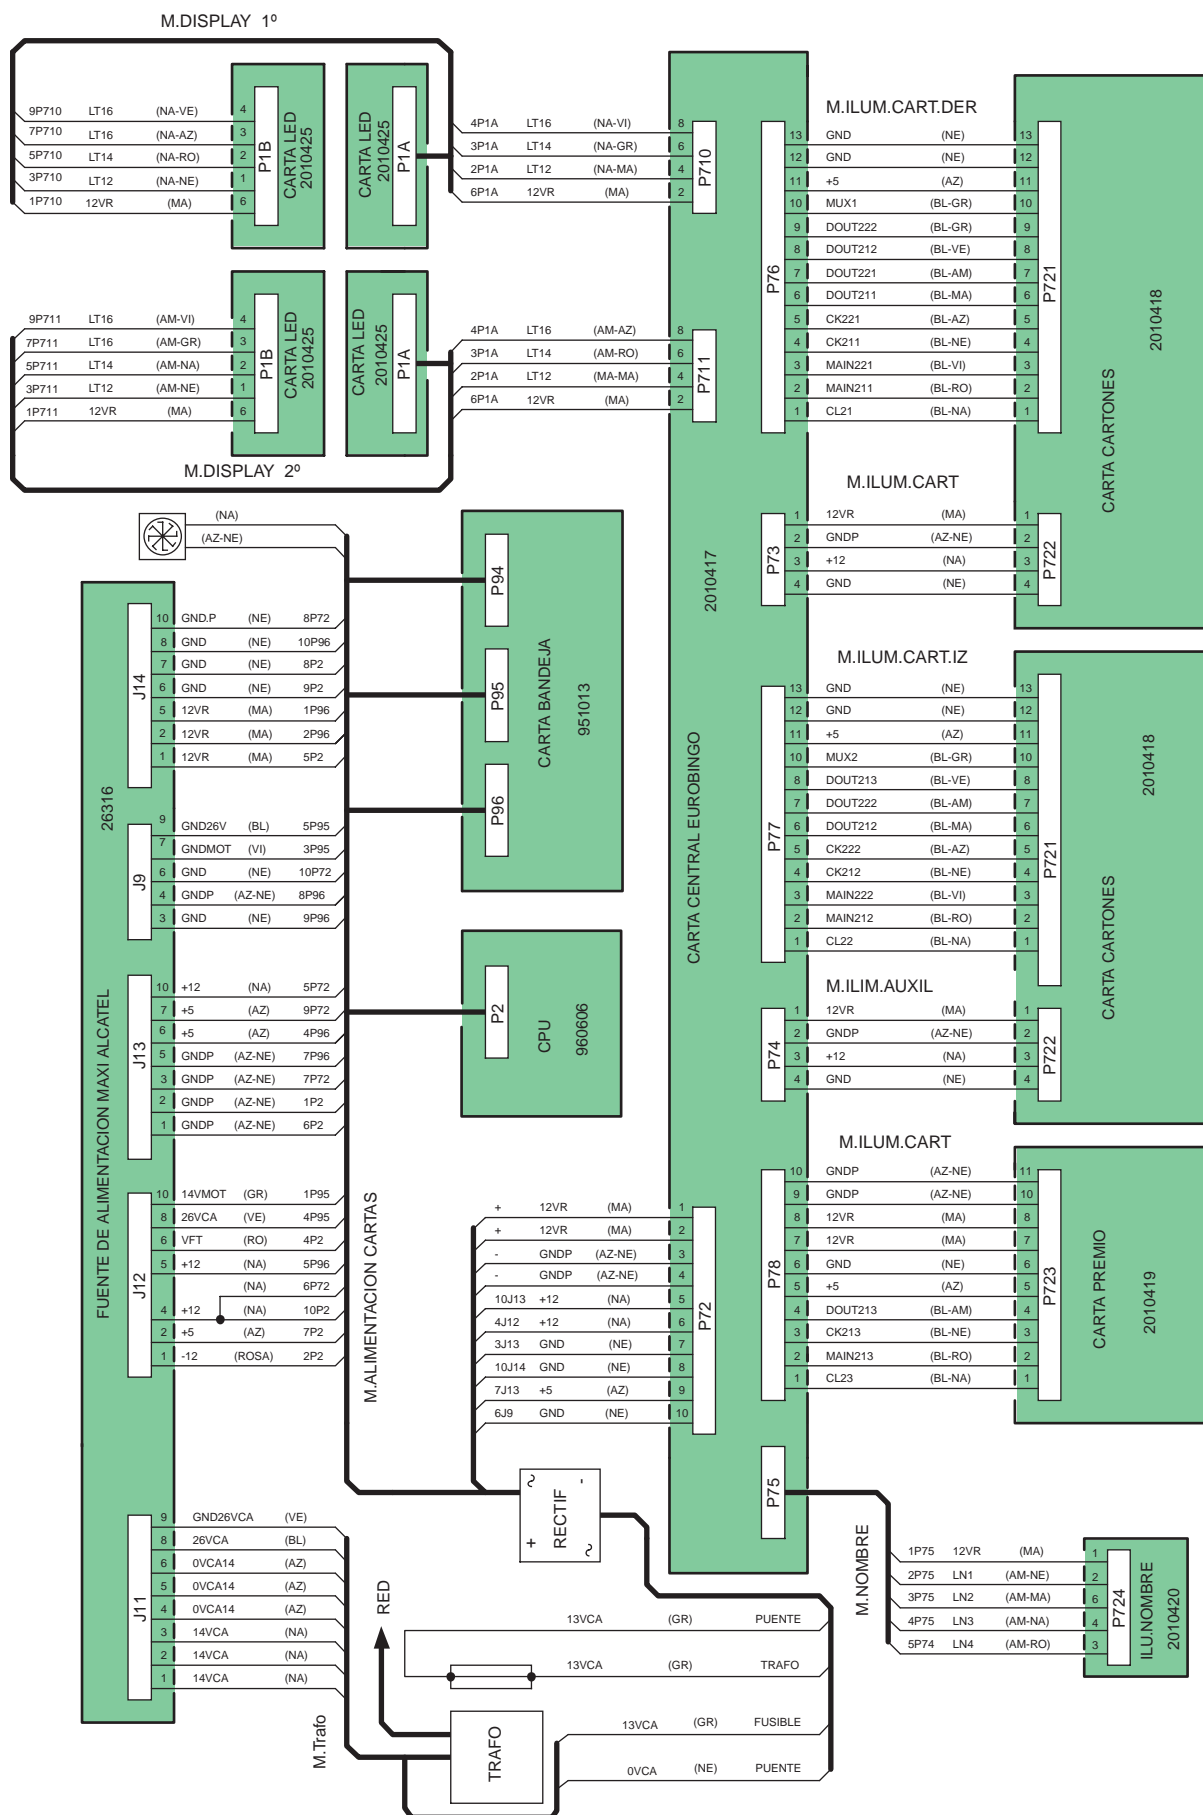 M.DISPLAY 1º
9P710 LT16 (NA-VE) 4
7P710 LT16 (NA-AZ) 3
5P710 LT14 (NA-RO) 2
3P710 LT12 (NA-NE) 1
1P710 12VR (MA) 6
P1B
CARTA LED
2010425
CARTA LED
2010425
P1A
4P1A LT16 (NA-VI) 8
3P1A LT14 (NA-GR) 6
2P1A LT12 (NA-MA) 4
6P1A 12VR (MA) 2
P710
9P711 LT16 (AM-VI) 4
7P711 LT16 (AM-GR) 3
5P711 LT14 (AM-NA) 2
3P711 LT12 (AM-NE) 1
1P711 12VR (MA) 6
P1B
CARTA LED
2010425
CARTA LED
2010425
P1A
4P1A LT16 (AM-AZ) 8
3P1A LT14 (AM-RO) 6
2P1A LT12 (MA-MA) 4
6P1A 12VR (MA) 2
P711
M.DISPLAY 2º
M.ILUM.CART.DER
P76
13 GND (NE) 13
12 GND (NE) 12
11 +5 (AZ) 11
10 MUX1 (BL-GR) 10
9 DOUT222 (BL-GR) 9
8 DOUT212 (BL-VE) 8
7 DOUT221 (BL-AM) 7
6 DOUT211 (BL-MA) 6
5 CK221 (BL-AZ) 5
4 CK211 (BL-NE) 4
3 MAIN221 (BL-VI) 3
2 MAIN211 (BL-RO) 2
1 CL21 (BL-NA) 1
P721
M.ILUM.CART
P73
1 12VR (MA) 1
2 GNDP (AZ-NE) 2
3 +12 (NA) 3
4 GND (NE) 4
P722
CARTA CARTONES
2010418
(NA)
(AZ-NE)
26316
FUENTE DE ALIMENTACION MAXI ALCATEL
J14
10 GND.P (NE) 8P72
8 GND (NE) 10P96
7 GND (NE) 8P2
6 GND (NE) 9P2
5 12VR (MA) 1P96
2 12VR (MA) 2P96
1 12VR (MA) 5P2
J9
9 GND26V (BL) 5P95
7 GNDMOT (VI) 3P95
6 GND (NE) 10P72
4 GNDP (AZ-NE) 8P96
3 GND (NE) 9P96
J13
10 +12 (NA) 5P72
7 +5 (AZ) 9P72
6 +5 (AZ) 4P96
5 GNDP (AZ-NE) 7P96
3 GNDP (AZ-NE) 7P72
2 GNDP (AZ-NE) 1P2
1 GNDP (AZ-NE) 6P2
J12
10 14VMOT (GR) 1P95
8 26VCA (VE) 4P95
6 VFT (RO) 4P2
5 +12 (NA) 5P96
(NA) 6P72
4 +12 (NA) 10P2
2 +5 (AZ) 7P2
1 -12 (ROSA) 2P2
J11
9 GND26VCA (VE)
8 26VCA (BL)
6 0VCA14 (AZ)
5 0VCA14 (AZ)
4 0VCA14 (AZ)
3 14VCA (NA)
2 14VCA (NA)
1 14VCA (NA)
M.ALIMENTACION CARTAS
P94
P95
P96
CARTA BANDEJA
951013
P2
CPU
960606
2010417
CARTA CENTRAL EUROBINGO
M.ILUM.CART.IZ
P77
13 GND (NE) 13
12 GND (NE) 12
11 +5 (AZ) 11
10 MUX2 (BL-GR) 10
8 DOUT213 (BL-VE) 8
7 DOUT222 (BL-AM) 7
6 DOUT212 (BL-MA) 6
5 CK222 (BL-AZ) 5
4 CK212 (BL-NE) 4
3 MAIN222 (BL-VI) 3
2 MAIN212 (BL-RO) 2
1 CL22 (BL-NA) 1
P721
M.ILIM.AUXIL
P74
1 12VR (MA) 1
2 GNDP (AZ-NE) 2
3 +12 (NA) 3
4 GND (NE) 4
P722
CARTA CARTONES
2010418
M.ILUM.CART
P78
10 GNDP (AZ-NE) 11
9 GNDP (AZ-NE) 10
8 12VR (MA) 8
7 12VR (MA) 7
6 GND (NE) 6
5 +5 (AZ) 5
4 DOUT213 (BL-AM) 4
3 CK213 (BL-NE) 3
2 MAIN213 (BL-RO) 2
1 CL23 (BL-NA) 1
P723
CARTA PREMIO
2010419
+ 12VR (MA) 1
+ 12VR (MA) 2
- GNDP (AZ-NE) 3
- GNDP (AZ-NE) 4
10J13 +12 (NA) 5
4J12 +12 (NA) 6
3J13 GND (NE) 7
10J14 GND (NE) 8
7J13 +5 (AZ) 9
6J9 GND (NE) 10
P72
P75
~ -
RECTIF
+ ~
M.NOMBRE
1P75 12VR (MA) 1
2P75 LN1 (AM-NE) 2
3P75 LN2 (AM-MA) 6
4P75 LN3 (AM-NA) 4
5P74 LN4 (AM-RO) 3
P724
ILU.NOMBRE
2010420
RED
13VCA (GR) PUENTE
13VCA (GR) TRAFO
13VCA (GR) FUSIBLE
0VCA (NE) PUENTE
TRAFO
M.Trafo